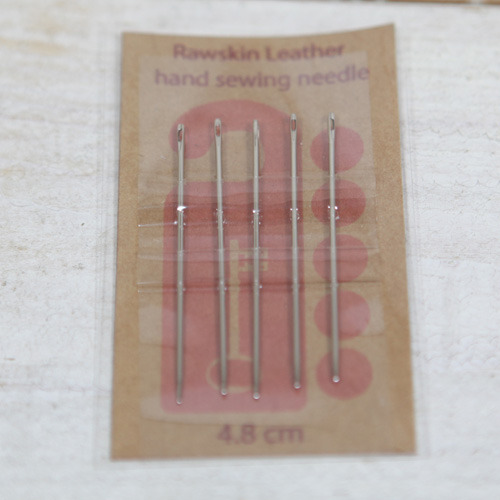 Rawskin Leather
hand sewing needle
4.8 cm